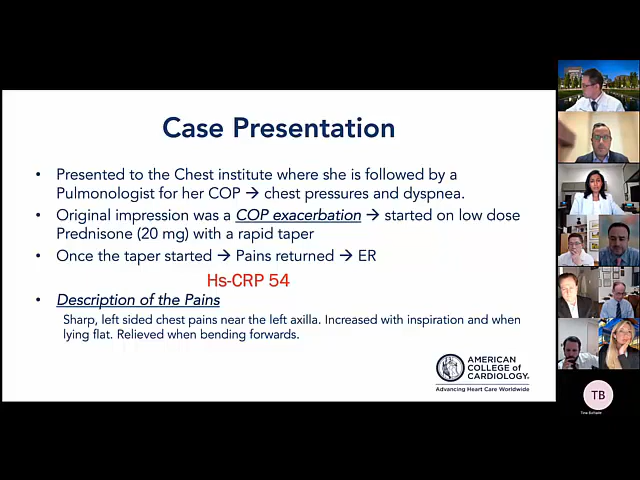 Case Presentation
• Presented to the Chest institute where she is followed by a
Pulmonologist for her COP → chest pressures and dyspnea.
• Original impression was a COP exacerbation → started on low dose
Prednisone (20 mg) with a rapid taper
• Once the taper started → Pains returned → ER
Hs-CRP 54
• Description of the Pains
Sharp, left sided chest pains near the left axilla. Increased with inspiration and when
lying flat. Relieved when bending forwards.
AMERICAN
COLLEGE of
CARDIOLOGY
Advancing Heart Care Worldwide
TB